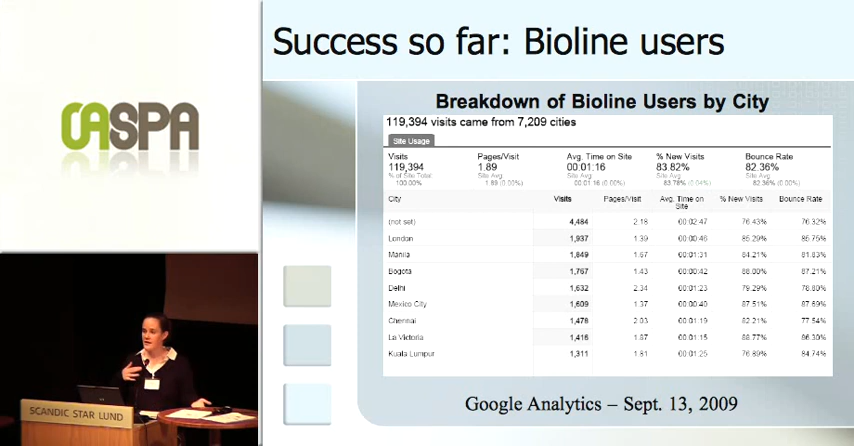 OASPA
Success so far: Bioline users
Breakdown of Bioline Users by City
119,394 visits came from 7,209 cities
Site Usage
Visits Pages/Visit Avg. Time on Site % New Visits Bounce Rate
119,394 1.89 00:01:16 83.82% 82.36%
% of Site Total Site Avg Site Avg Site Avg Site Avg
100.00% 1.89 (0.00%) 00:01:16 (0.00%) 83.78% (0.04%) 82.36% (0.00%)
City Visits Pages/Visit Avg. Time on Site % New Visits Bounce Rate
(not set) 4,484 2.18 00:02:47 76.43% 76.32%
London 1,937 1.39 00:00:46 85.29% 85.75%
Manila 1,849 1.67 00:01:31 84.21% 81.83%
Bogota 1,767 1.43 00:00:42 88.00% 87.21%
Delhi 1,632 2.34 00:01:23 79.29% 78.80%
Mexico City 1,609 1.37 00:00:40 87.51% 87.69%
Chennai 1,478 2.03 00:01:19 82.21% 77.54%
La Victoria 1,416 00:01:15 88.77%
Kuala Lumpur 1,311 1.81 00:01:25 76.89% 84.74%
Google Analytics – Sept. 13, 2009
SCANDIC STAR LUND